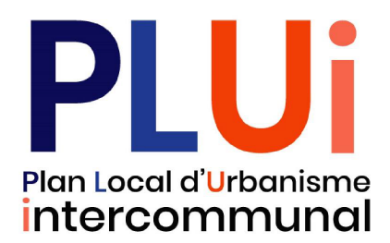 PLUi
Plan Local d'Urbanisme
intercommunal